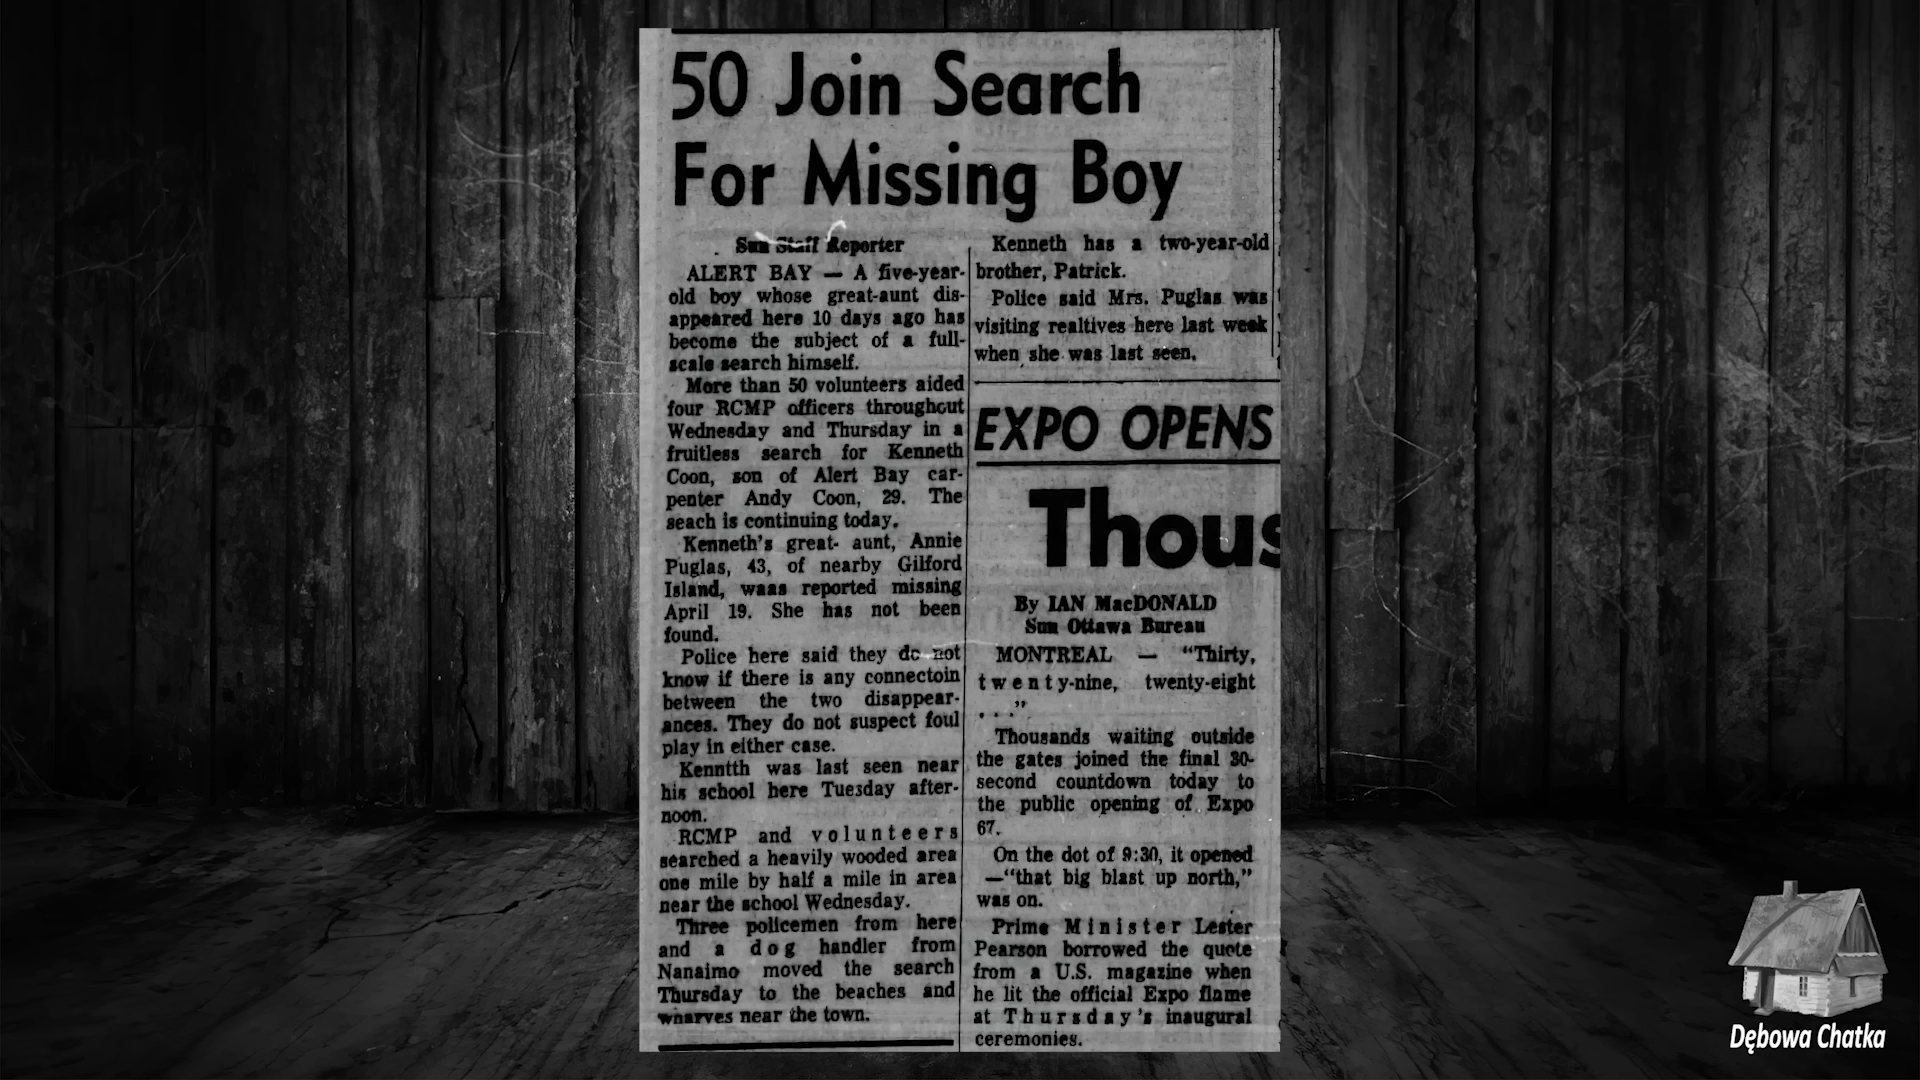 50 Join Search
For Missing Boy
Sun Staff Reporter
ALERT BAY — A five-year-
old boy whose great-aunt dis-
appeared here 10 days ago has
become the subject of a full-
scale search himself.
More than 50 volunteers aided
four RCMP officers throughout
Wednesday and Thursday in a
fruitless search for Kenneth
Coon, son of Alert Bay car-
penter Andy Coon, 29. The
seach is continuing today.
Kenneth's great- aunt, Annie
Puglas, 43, of nearby Gilford
Island, waas reported missing
April 19. She has not been
found.
Police here said they do not
know if there is any connectoin
between the two disappear-
ances. They do not suspect foul
play in either case.
Kenntth was last seen near
his school here Tuesday after-
noon.
RCMP and volunteers
searched a heavily wooded area
one mile by half a mile in area
near the school Wednesday.
Three policemen from here
and a dog handler from
Nanaimo moved the search
Thursday to the beaches and
wharves near the town.
Kenneth has a two-year-old
brother, Patrick.
Police said Mrs. Puglas was
visiting realtives here last week
when she was last seen.
EXPO OPENS
Thous
By IAN MacDONALD
Sun Ottawa Bureau
MONTREAL — "Thirty,
twenty-nine, twenty-eight
. . ."
Thousands waiting outside
the gates joined the final 30-
second countdown today to
the public opening of Expo
67.
On the dot of 9:30, it opened
—"that big blast up north,"
was on.
Prime Minister Lester
Pearson borrowed the quote
from a U.S. magazine when
he lit the official Expo flame
at Thursday's inaugural
ceremonies.
Dębowa Chatka